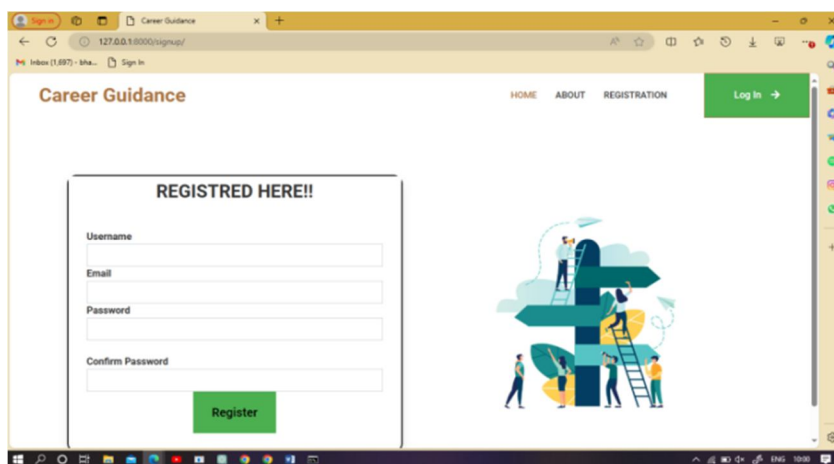 Sign in
Career Guidance
127.0.0.1:8000/signup/
Inbox (1,697) - bha...
Sign In
Career Guidance
HOME ABOUT REGISTRATION Log In →
REGISTRED HERE!!
Username
Email
Password
Confirm Password
Register
ENG 10:00